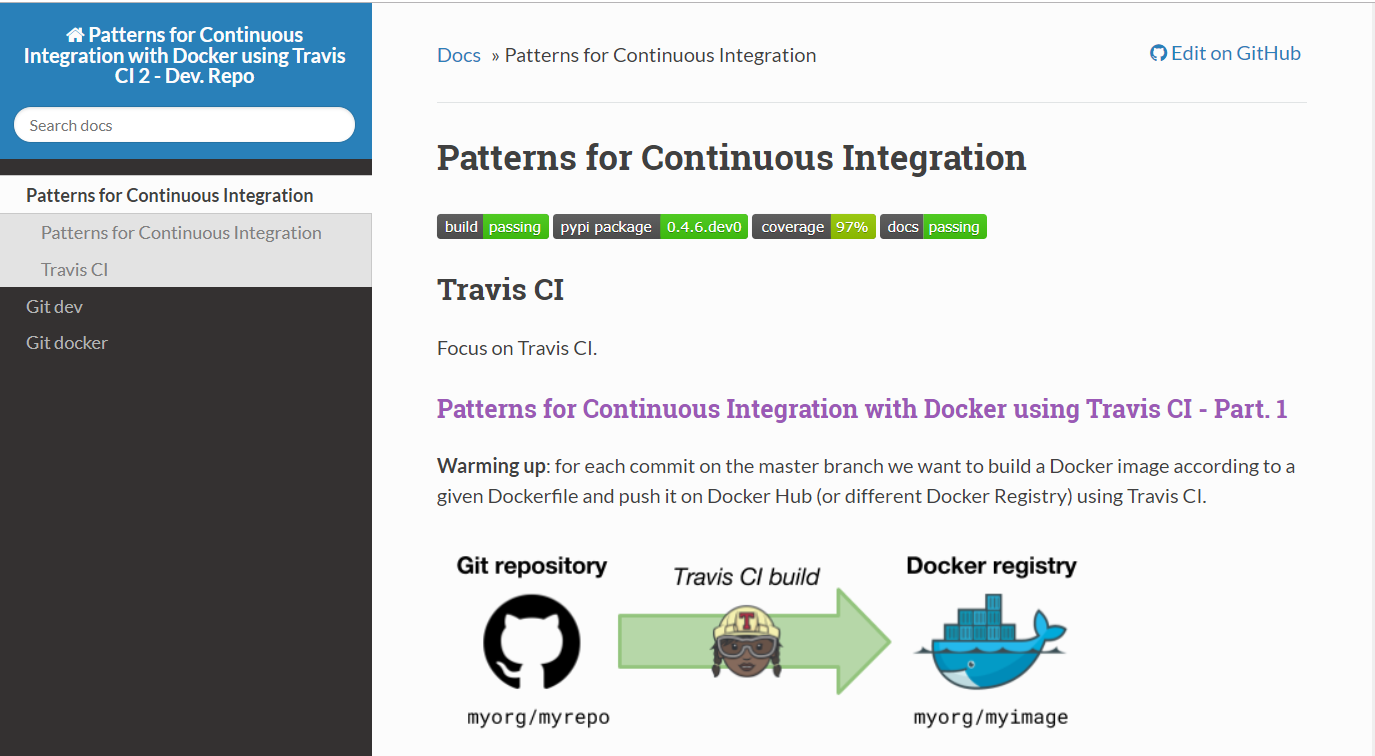 Patterns for Continuous
Integration with Docker using Travis
CI 2 - Dev. Repo
Search docs
Patterns for Continuous Integration
Patterns for Continuous Integration
Travis CI
Git dev
Git docker
Docs » Patterns for Continuous Integration
Edit on GitHub
Patterns for Continuous Integration
build passing pypi package 0.4.6.dev0 coverage 97% docs passing
Travis CI
Focus on Travis CI.
Patterns for Continuous Integration with Docker using Travis CI - Part. 1
Warming up: for each commit on the master branch we want to build a Docker image according to a
given Dockerfile and push it on Docker Hub (or different Docker Registry) using Travis CI.
Git repository
Travis CI build
Docker registry
T
myorg/myrepo
myorg/myimage